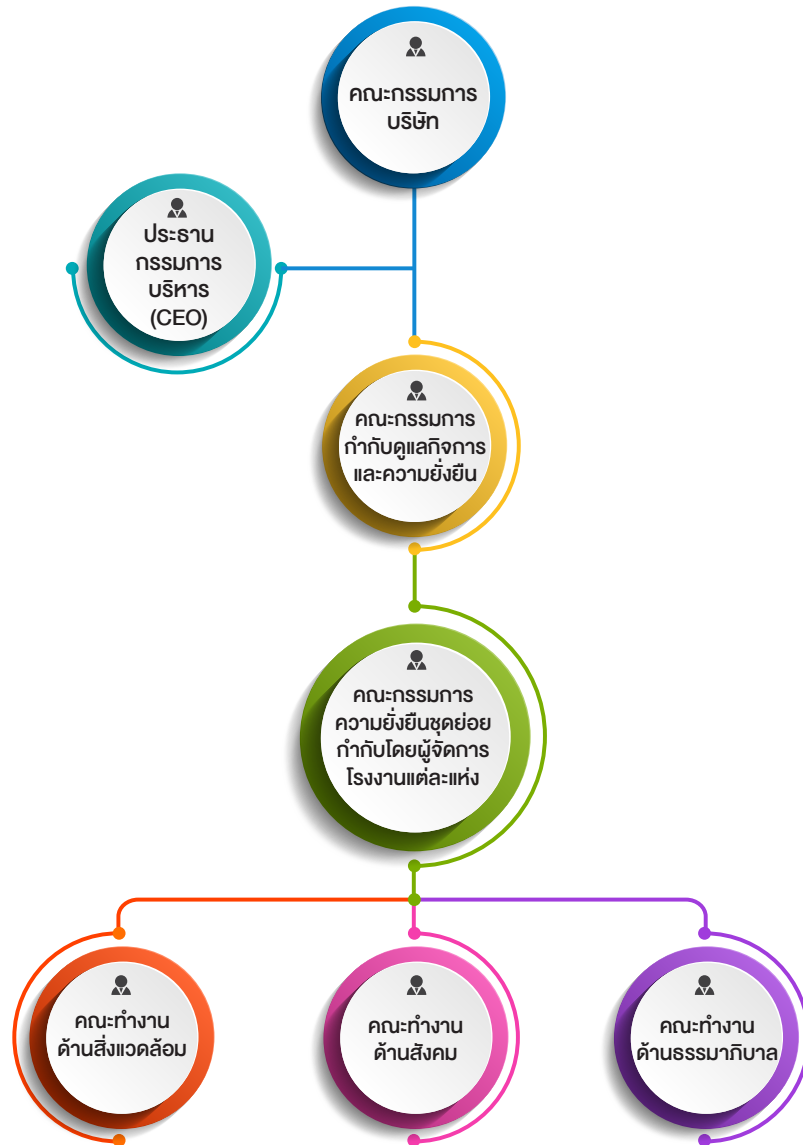 คณะกรรมการ
บริษัท
ประธาน
กรรมการ
บริหาร
(CEO)
คณะกรรมการ
กำกับดูแลกิจการ
และความยั่งยืน
คณะกรรมการ
ความยั่งยืนชุดย่อย
กำกับโดยผู้จัดการ
โรงงานแต่ละแห่ง
คณะทำงาน
ด้านสิ่งแวดล้อม
คณะทำงาน
ด้านสังคม
คณะทำงาน
ด้านธรรมาภิบาล